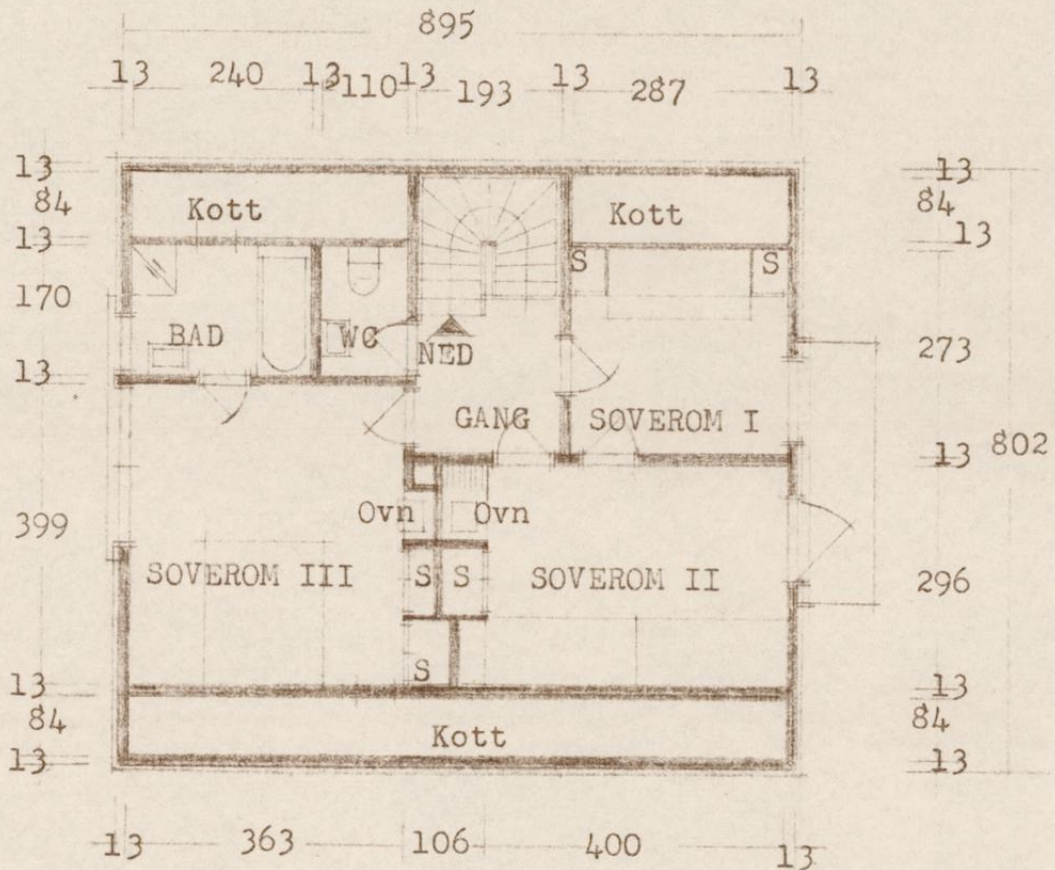 895
13 240 13 110 13 193 13 287 13
13 13
84 Kott Kott 84
13 13
S S
170
BAD WC NED 273
13
GANG SOVEROM I
13 802
399 Ovn Ovn
SOVEROM III S S SOVEROM II 296
S
13 13
84 Kott 84
13 13
13 363 106 400 13